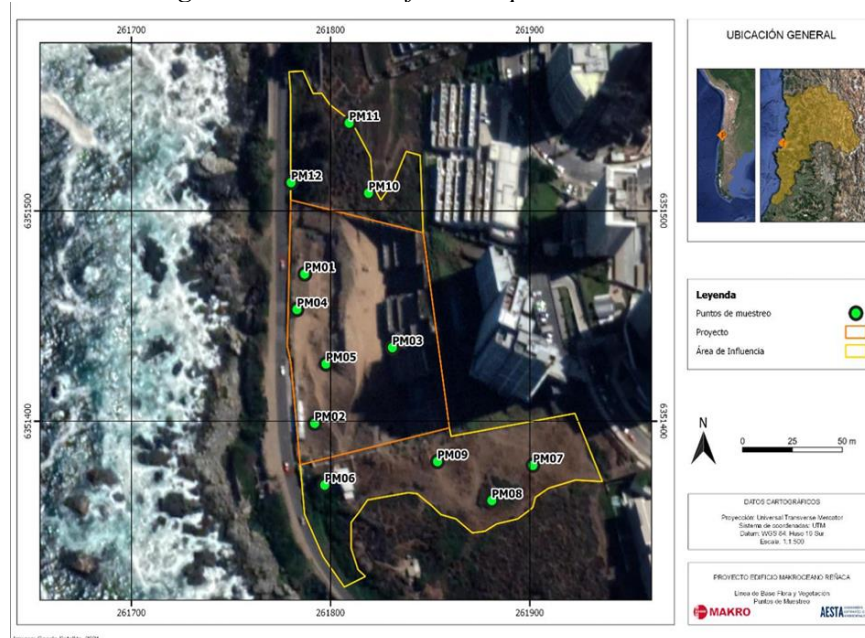 261700
261800
261900
PM11
PM12
PM10
6351500
6351500
PM01
PM04
PM03
PM05
6351400
6351400
PM02
PM09
PM07
PM06
PM08
261700
261800
261900
UBICACIÓN GENERAL
Leyenda
Puntos de muestreo
Proyecto
Área de Influencia
N
0 25 50 m
DATOS CARTOGRÁFICOS
Proyección: Universal Transverse Mercator
Sistema de coordenadas: UTM
Datum: WGS 84, Huso 19 Sur
Escala: 1:1.500
PROYECTO EDIFICIO MAKROCEANO REÑACA
Línea de Base Flora y Vegetación
Puntos de Muestreo
MAKRO
AESTA